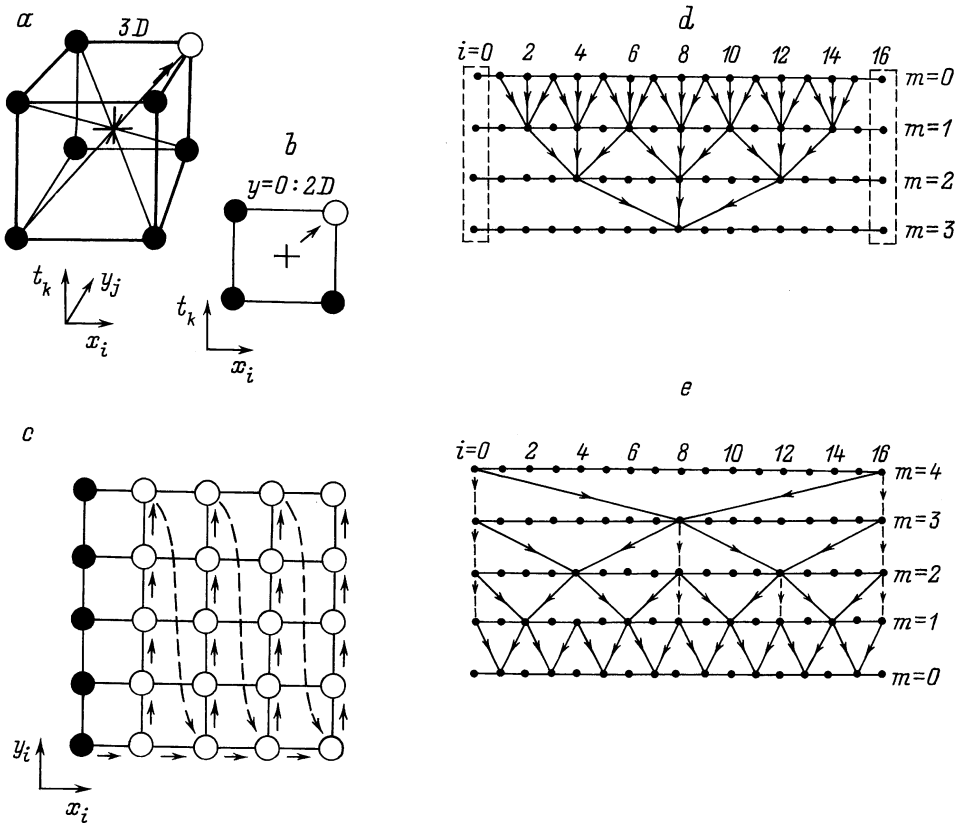 a
3D
t_k
y_j
x_i
b
y=0:2D
t_k
x_i
c
y_i
x_i
d
i=0 2 4 6 8 10 12 14 16
m=0
m=1
m=2
m=3
e
i=0 2 4 6 8 10 12 14 16
m=4
m=3
m=2
m=1
m=0